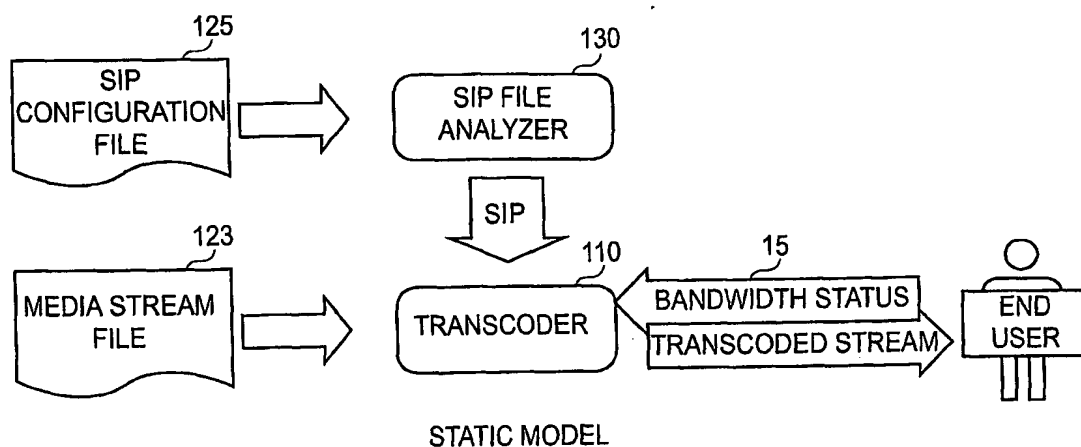 125
SIP
CONFIGURATION
FILE
130
SIP FILE
ANALYZER
SIP
123
MEDIA STREAM
FILE
110
TRANSCODER
15
BANDWIDTH STATUS
TRANSCODED STREAM
END
USER
STATIC MODEL